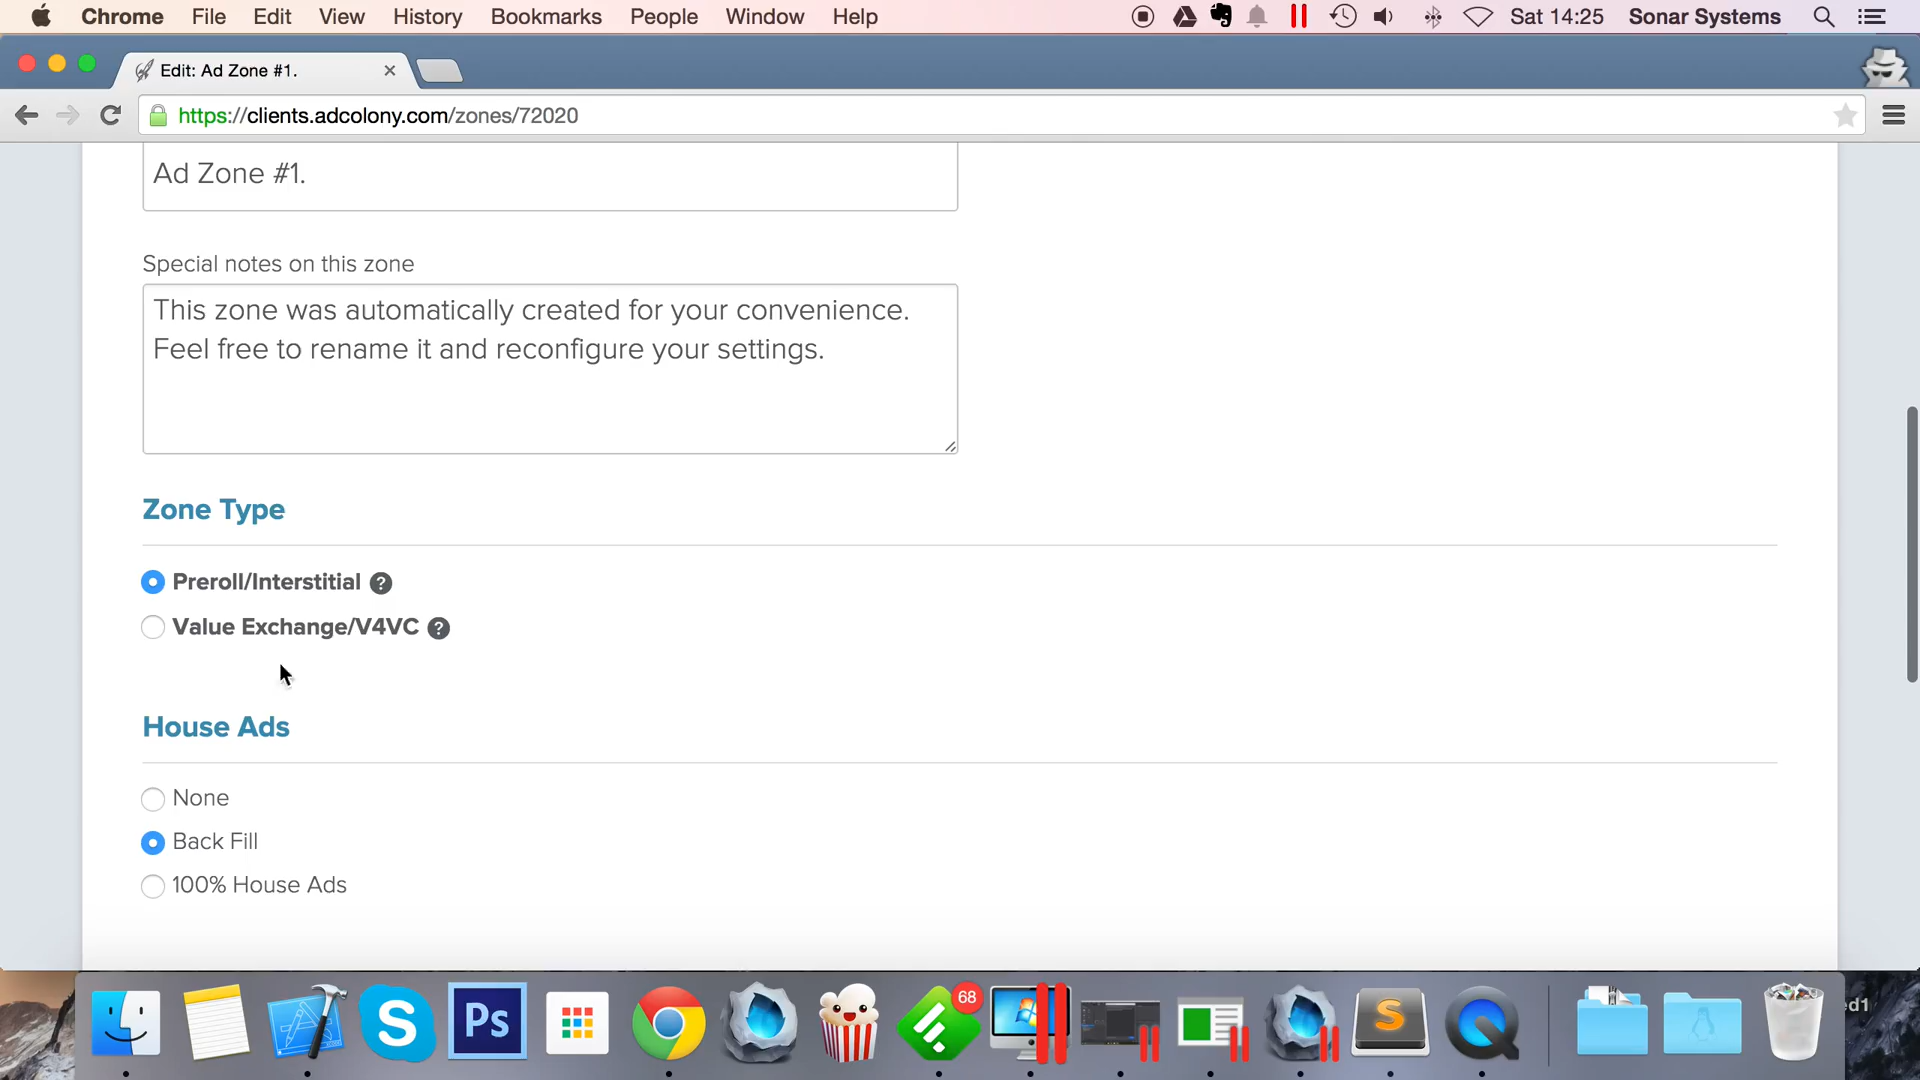 Chrome File Edit View History Bookmarks People Window Help Sat 14:25 Sonar Systems
Edit: Ad Zone #1.
https://clients.adcolony.com/zones/72020
Ad Zone #1.
Special notes on this zone
This zone was automatically created for your convenience.
Feel free to rename it and reconfigure your settings.
Zone Type
Preroll/Interstitial ?
Value Exchange/V4VC ?
House Ads
None
Back Fill
100% House Ads
68
S
Ps
S
ed1